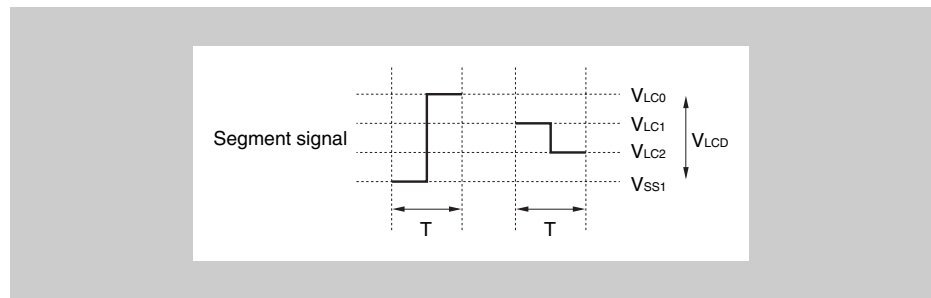 VLC0
VLC1
Segment signal
VLCD
VLC2
VSS1
T
T